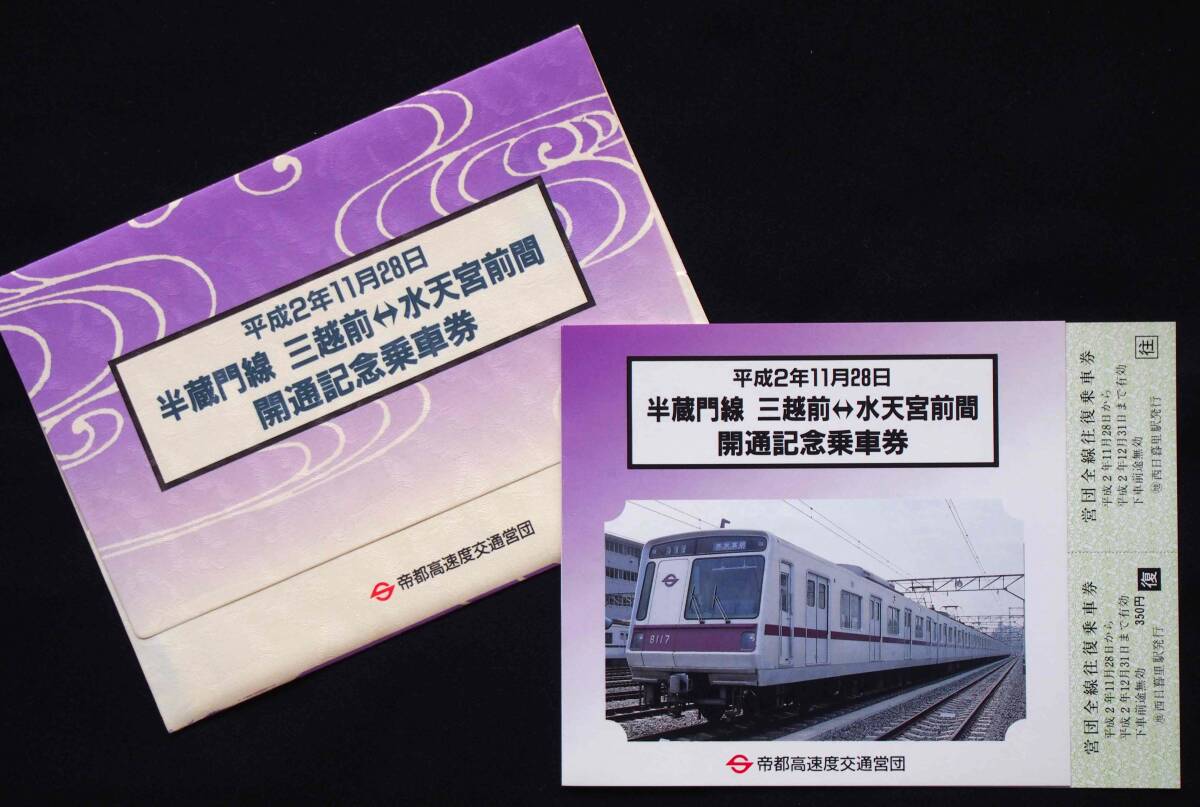 平成2年11月28日
半蔵門線 三越前↔水天宮前間
開通記念乗車券
帝都高速度交通営団
平成2年11月28日
半蔵門線 三越前↔水天宮前間
開通記念乗車券
8117
帝都高速度交通営団
営団全線往復乗車券
平成2年11月28日から
平成2年12月31日まで有効
下車前途無効
往
西日暮里駅発行
営団全線往復乗車券
平成2年11月28日から
平成2年12月31日まで有効
下車前途無効 350円
復
西日暮里駅発行